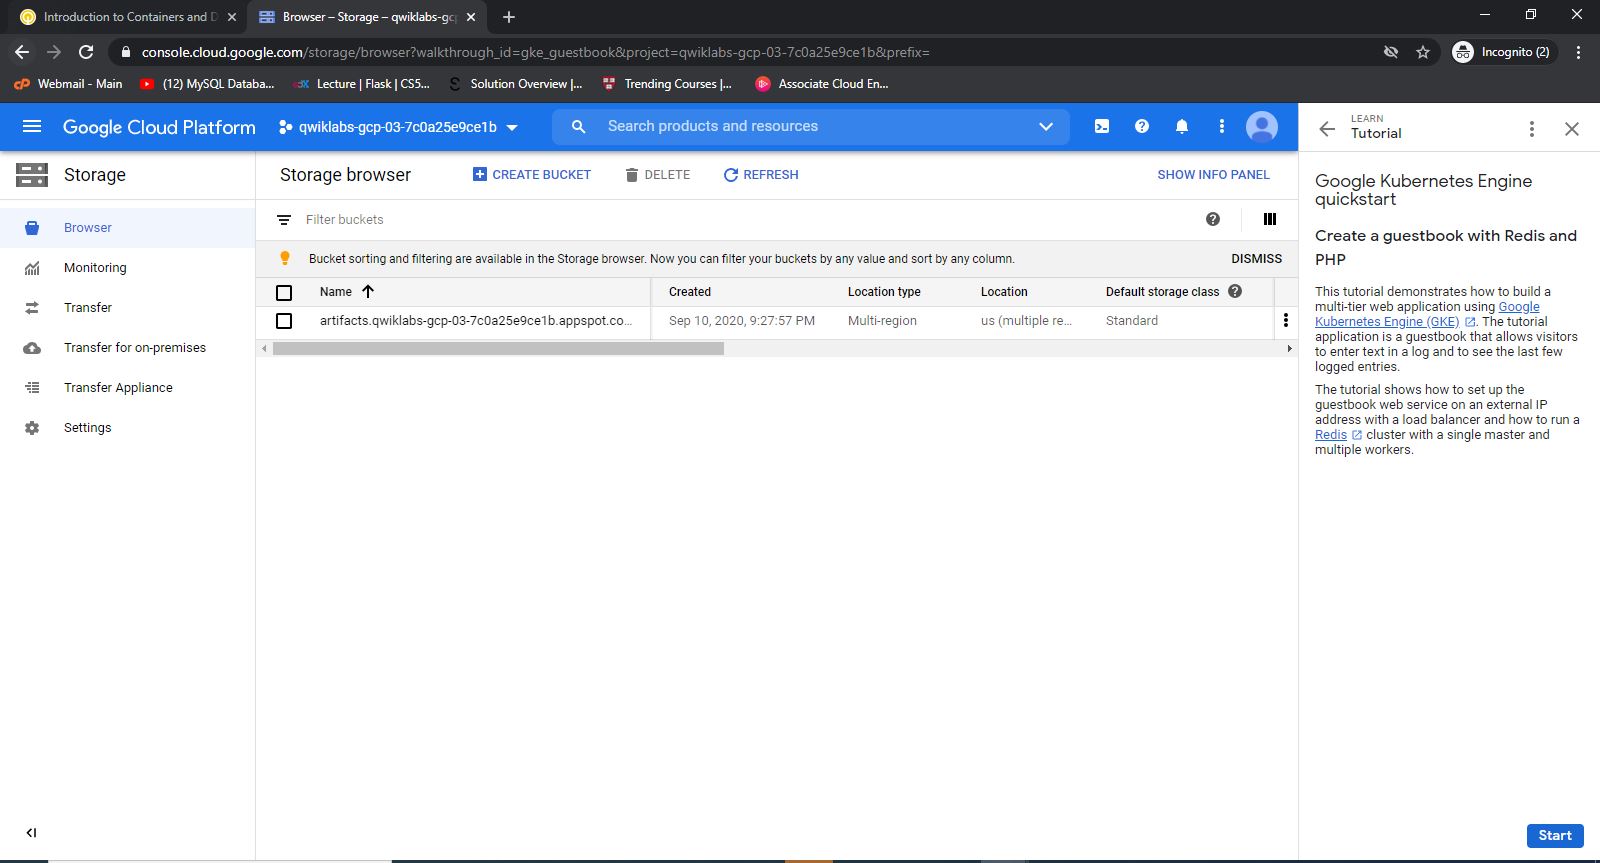 Introduction to Containers and D
Browser – Storage – qwiklabs-gcp
console.cloud.google.com/storage/browser?walkthrough_id=gke_guestbook&project=qwiklabs-gcp-03-7c0a25e9ce1b&prefix=
Incognito (2)
Webmail - Main
(12) MySQL Databa...
Lecture | Flask | CS5...
Solution Overview |...
Trending Courses |...
Associate Cloud En...
Google Cloud Platform
qwiklabs-gcp-03-7c0a25e9ce1b
Search products and resources
LEARN
Tutorial
Storage
Browser
Monitoring
Transfer
Transfer for on-premises
Transfer Appliance
Settings
Storage browser
CREATE BUCKET
DELETE
REFRESH
SHOW INFO PANEL
Filter buckets
Bucket sorting and filtering are available in the Storage browser. Now you can filter your buckets by any value and sort by any column.
DISMISS
Name Created Location type Location Default storage class
artifacts.qwiklabs-gcp-03-7c0a25e9ce1b.appspot.co... Sep 10, 2020, 9:27:57 PM Multi-region us (multiple re... Standard
Google Kubernetes Engine
quickstart
Create a guestbook with Redis and
PHP
This tutorial demonstrates how to build a
multi-tier web application using Google
Kubernetes Engine (GKE). The tutorial
application is a guestbook that allows visitors
to enter text in a log and to see the last few
logged entries.
The tutorial shows how to set up the
guestbook web service on an external IP
address with a load balancer and how to run a
Redis cluster with a single master and
multiple workers.
Start